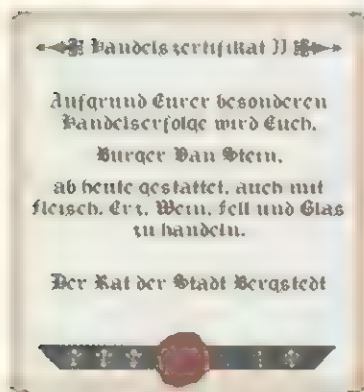 Handelszertifikat II
Aufgrund Eurer besonderen
Handelserfolge wird Euch,
Bürger Van Stein,
ab heute gestattet, auch mit
Fleisch, Erz, Wein, Fell und Glas
zu handeln.
Der Rat der Stadt Bergstedt